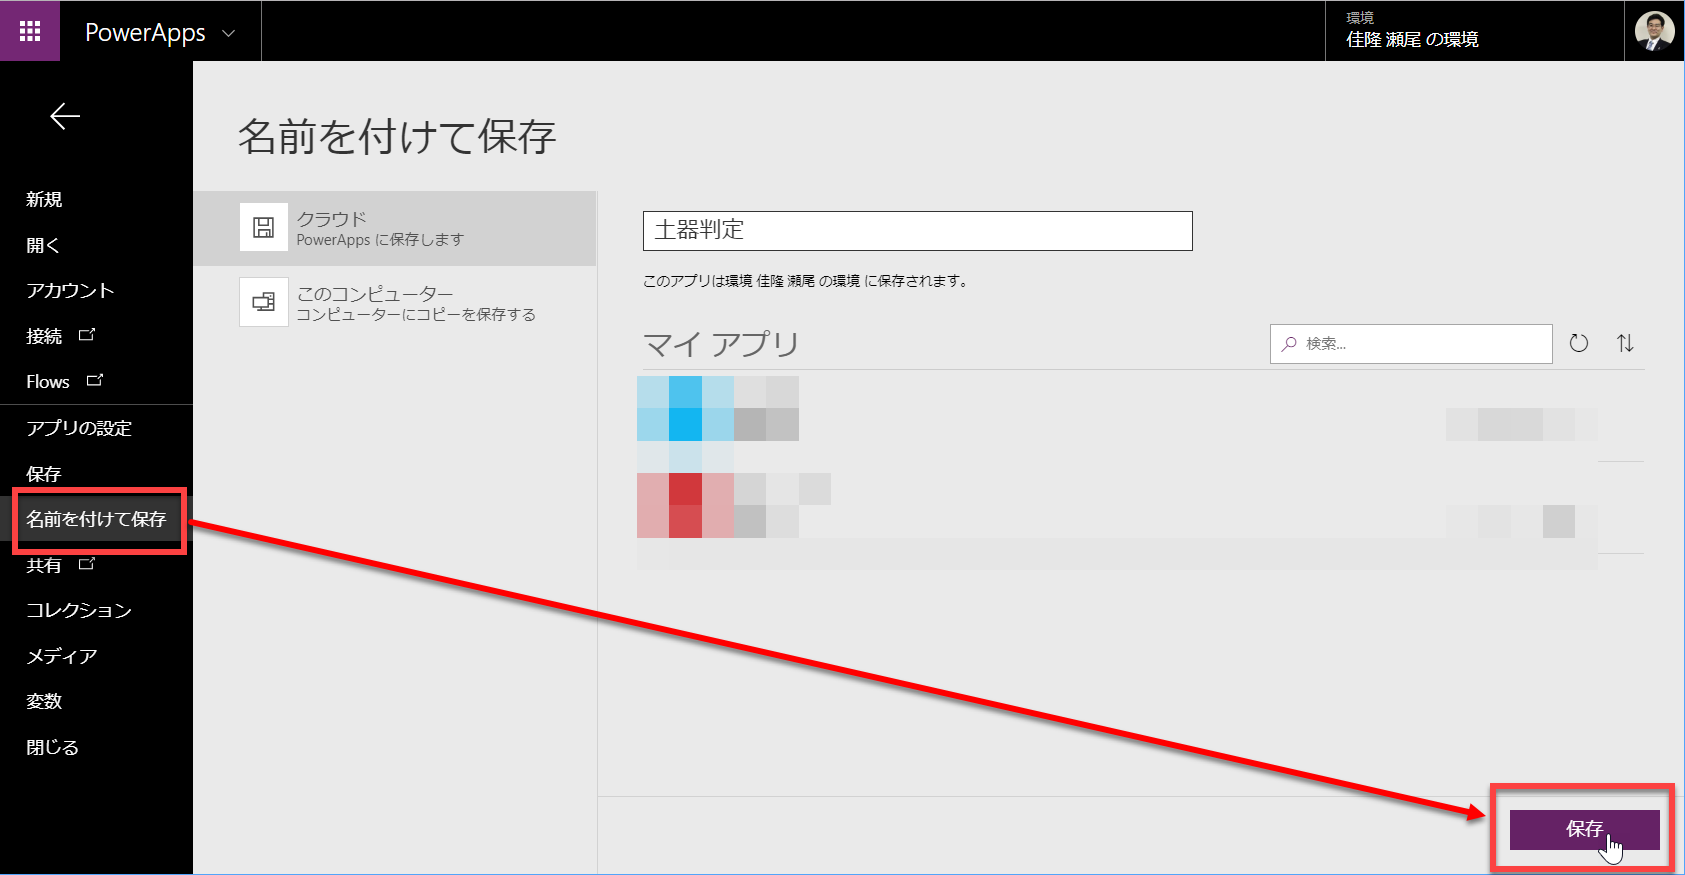 PowerApps
環境
佳隆 瀬尾 の環境
新規
開く
アカウント
接続
Flows
アプリの設定
保存
名前を付けて保存
共有
コレクション
メディア
変数
閉じる
名前を付けて保存
クラウド
PowerApps に保存します
このコンピューター
コンピューターにコピーを保存する
土器判定
このアプリは環境 佳隆 瀬尾 の環境 に保存されます。
マイ アプリ
検索...
保存